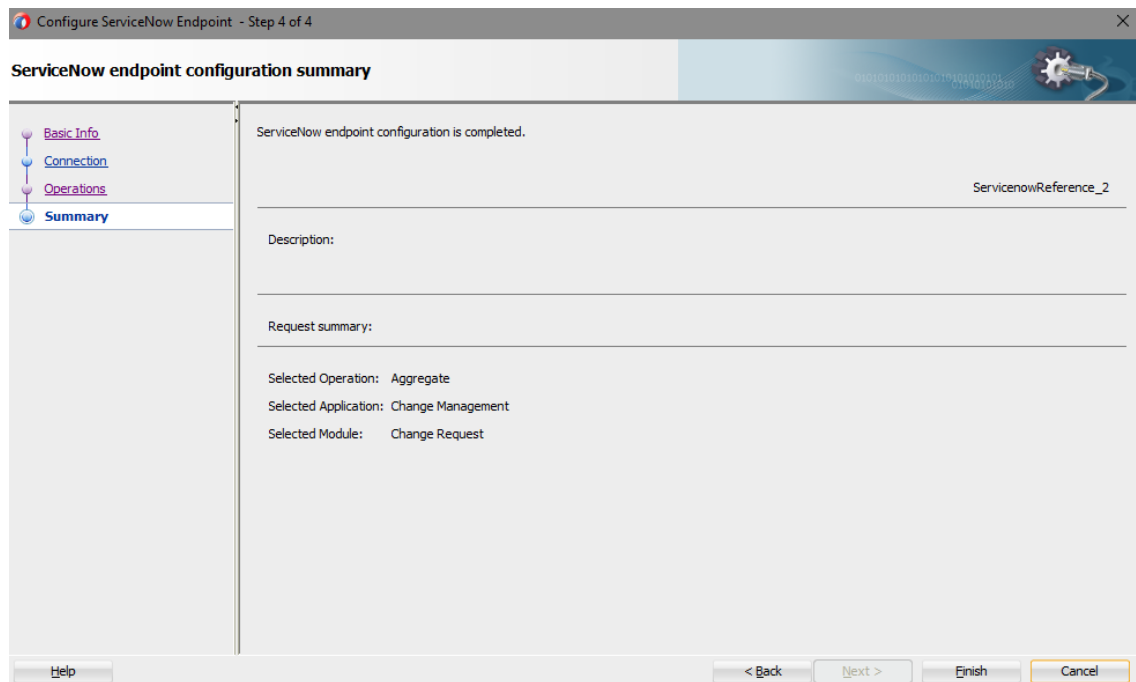 Configure ServiceNow Endpoint - Step 4 of 4
ServiceNow endpoint configuration summary
Basic Info
Connection
Operations
Summary
ServiceNow endpoint configuration is completed.
ServicenowReference_2
Description:
Request summary:
Selected Operation: Aggregate
Selected Application: Change Management
Selected Module: Change Request
Help
< Back
Next >
Finish
Cancel